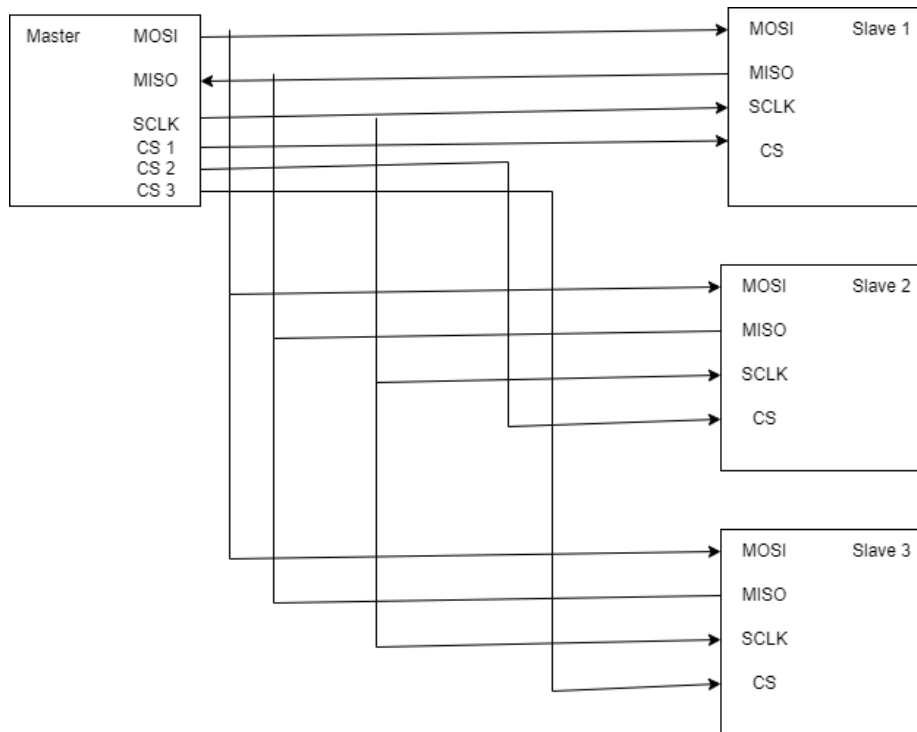 Master MOSI
MISO
SCLK
CS 1
CS 2
CS 3
MOSI Slave 1
MISO
SCLK
CS
MOSI Slave 2
MISO
SCLK
CS
MOSI Slave 3
MISO
SCLK
CS